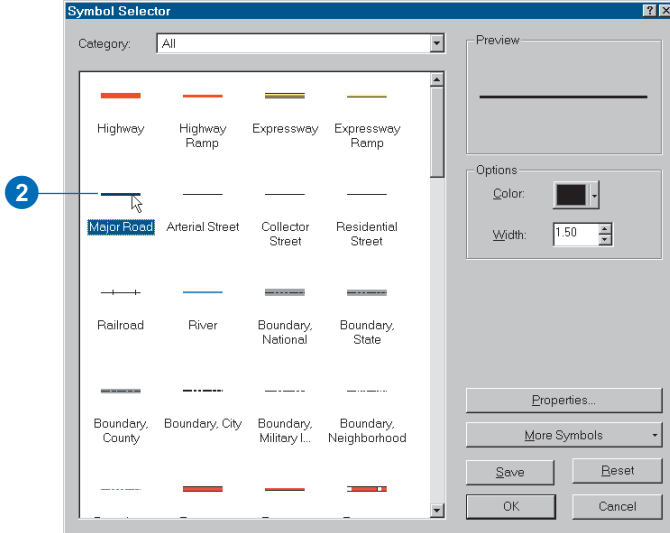 Symbol Selector
Category: All
Highway Highway Ramp Expressway Expressway Ramp
2
Major Road Arterial Street Collector Street Residential Street
Railroad River Boundary, National Boundary, State
Boundary, County Boundary, City Boundary, Military I... Boundary, Neighborhood
Preview
Options
Color:
Width: 1.50
Properties...
More Symbols
Save Reset
OK Cancel